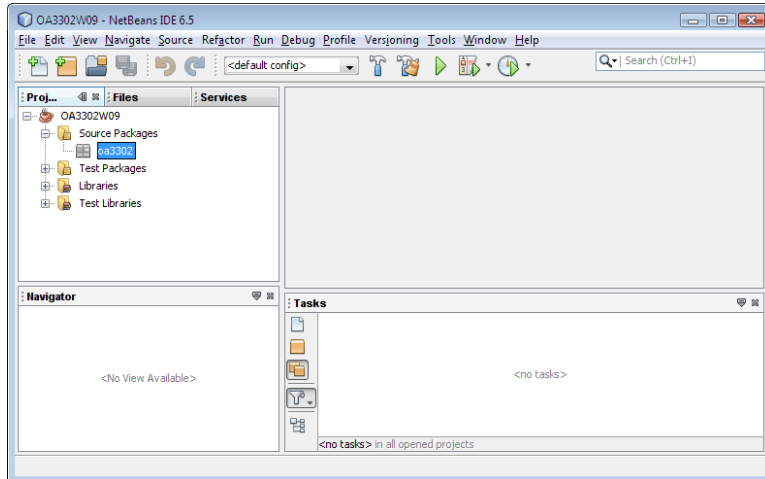 OA3302W09 - NetBeans IDE 6.5
File Edit View Navigate Source Refactor Run Debug Profile Versioning Tools Window Help
<default config>
Search (Ctrl+I)
Proj... Files Services
OA3302W09
Source Packages
oa3302
Test Packages
Libraries
Test Libraries
Navigator
<No View Available>
Tasks
<no tasks>
<no tasks> in all opened projects